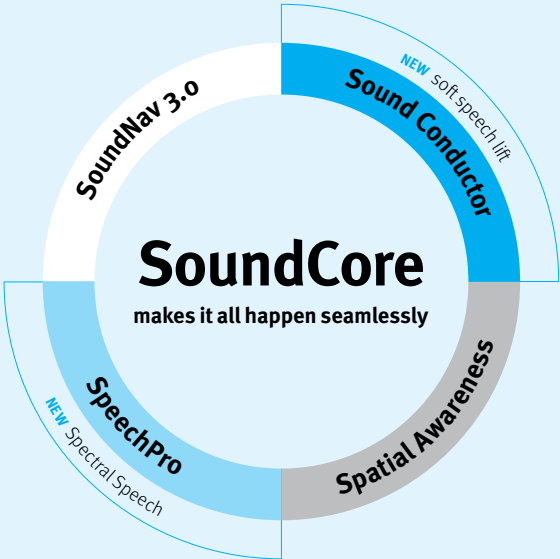 SoundNav 3.0
NEW soft speech lift
Sound Conductor
SoundCore
makes it all happen seamlessly
SpeechPro
NEW Spectral Speech
Spatial Awareness